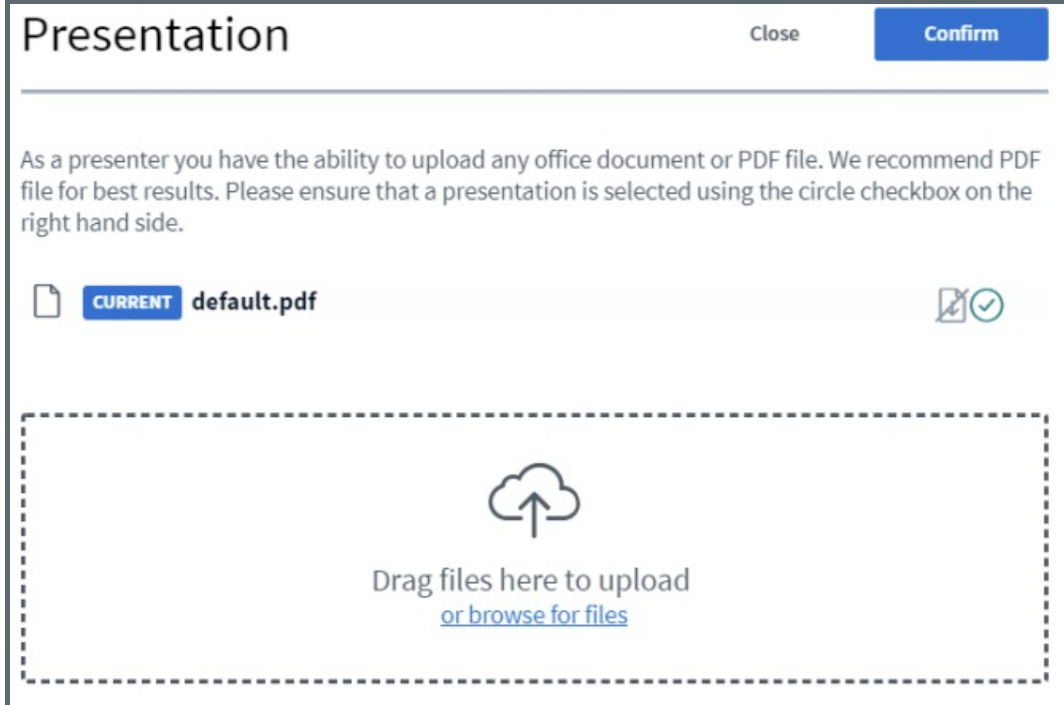 Presentation
Close
Confirm
As a presenter you have the ability to upload any office document or PDF file. We recommend PDF
file for best results. Please ensure that a presentation is selected using the circle checkbox on the
right hand side.
CURRENT default.pdf
Drag files here to upload
or browse for files